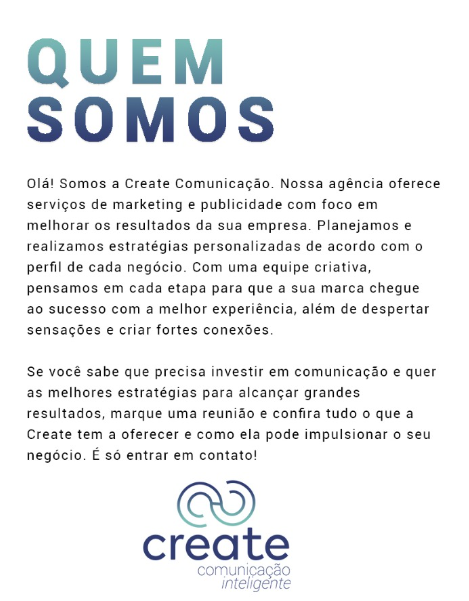 QUEM
SOMOS
Olá! Somos a Create Comunicação. Nossa agência oferece
serviços de marketing e publicidade com foco em
melhorar os resultados da sua empresa. Planejamos e
realizamos estratégias personalizadas de acordo com o
perfil de cada negócio. Com uma equipe criativa,
pensamos em cada etapa para que a sua marca chegue
ao sucesso com a melhor experiência, além de despertar
sensações e criar fortes conexões.
Se você sabe que precisa investir em comunicação e quer
as melhores estratégias para alcançar grandes
resultados, marque uma reunião e confira tudo o que a
Create tem a oferecer e como ela pode impulsionar o seu
negócio. É só entrar em contato!
create
comunicação
inteligente